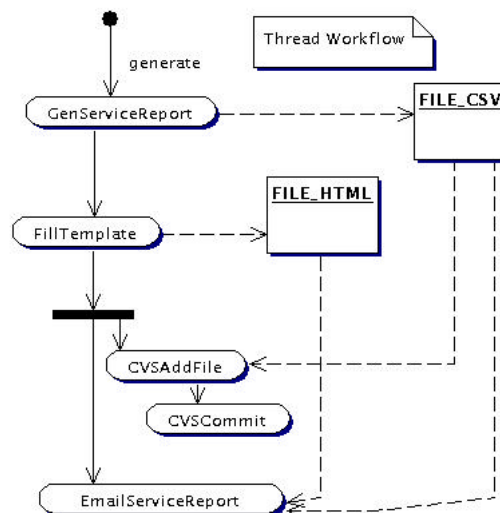 Thread Workflow
generate
GenServiceReport
FILE_CSV
FILE_HTML
FillTemplate
CVSAddFile
CVSCommit
EmailServiceReport